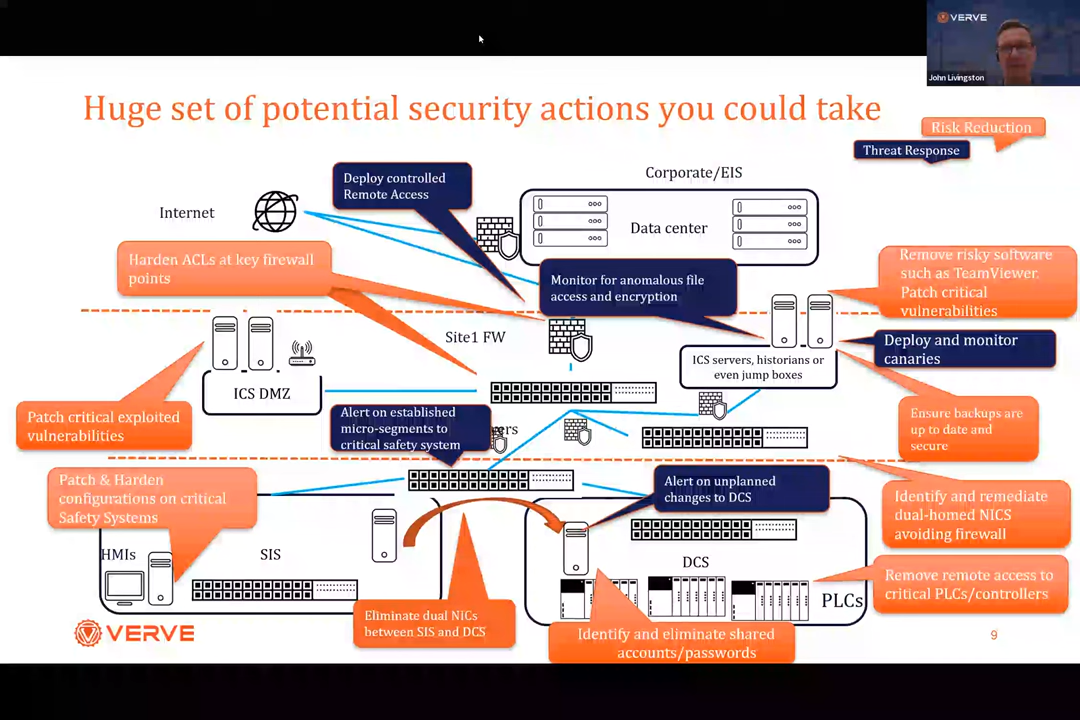 VERVE
John Livingston
Huge set of potential security actions you could take
Risk Reduction
Threat Response
Deploy controlled
Remote Access
Corporate/EIS
Internet
Data center
Harden ACLs at key firewall
points
Monitor for anomalous file
access and encryption
Remove risky software
such as TeamViewer.
Patch critical
vulnerabilities
Site1 FW
Deploy and monitor
canaries
ICS servers, historians or
even jump boxes
ICS DMZ
Patch critical exploited
vulnerabilities
Alert on established
micro-segments to
critical safety system
Ensure backups are
up to date and
secure
Patch & Harden
configurations on critical
Safety Systems
Alert on unplanned
changes to DCS
Identify and remediate
dual-homed NICS
avoiding firewall
HMIs
SIS
DCS
Remove remote access to
critical PLCs/controllers
PLCs
Eliminate dual NICs
between SIS and DCS
Identify and eliminate shared
accounts/passwords
VERVE
9